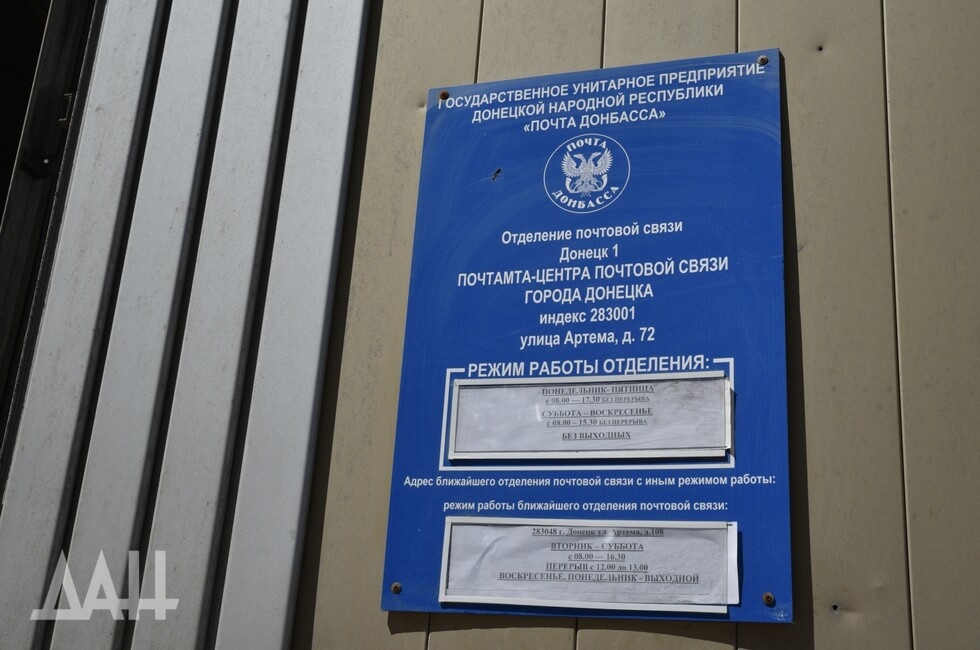 ГОСУДАРСТВЕННОЕ УНИТАРНОЕ ПРЕДПРИЯТИЕ
ДОНЕЦКОЙ НАРОДНОЙ РЕСПУБЛИКИ
«ПОЧТА ДОНБАССА»
ПОЧТА
ДОНБАССА
Отделение почтовой связи
Донецк 1
ПОЧТАМТА-ЦЕНТРА ПОЧТОВОЙ СВЯЗИ
ГОРОДА ДОНЕЦКА
индекс 283001
улица Артема, д. 72
РЕЖИМ РАБОТЫ ОТДЕЛЕНИЯ:
ПОНЕДЕЛЬНИК- ПЯТНИЦА
с 08.00 — 17.30 БЕЗ ПЕРЕРЫВА
СУББОТА – ВОСКРЕСЕНЬЕ
с 08.00 – 15.30 БЕЗ ПЕРЕРЫВА
БЕЗ ВЫХОДНЫХ
Адрес ближайшего отделения почтовой связи с иным режимом работы:
режим работы ближайшего отделения почтовой связи:
283048 г. Донецк ул. Артема, д.108
ВТОРНИК – СУББОТА
с 08.00 — 16.30
ПЕРЕРЫВ с 12.00 до 13.00
ВОСКРЕСЕНЬЕ, ПОНЕДЕЛЬНИК - ВЫХОДНОЙ
ДАН